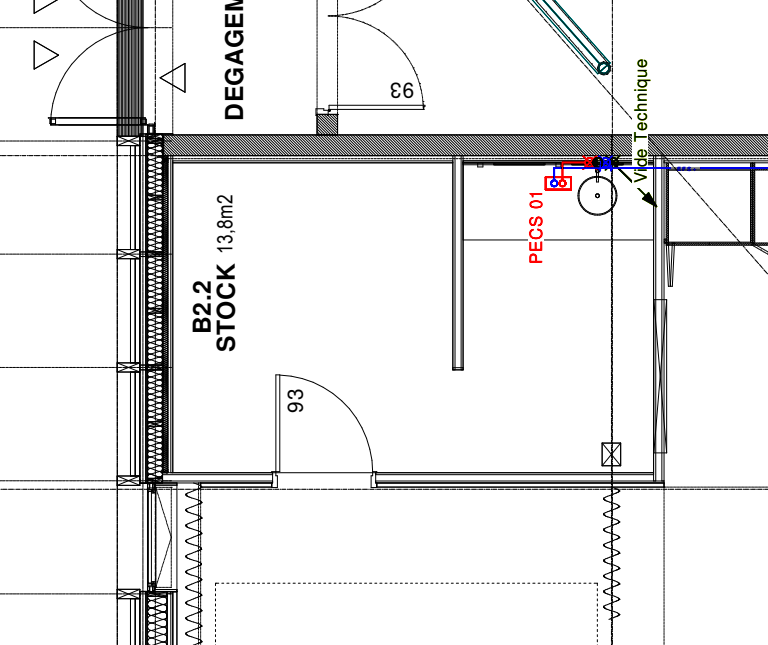 DEGAGEM
93
Vide Technique
PECS 01
B2.2
STOCK 13,8m2
93